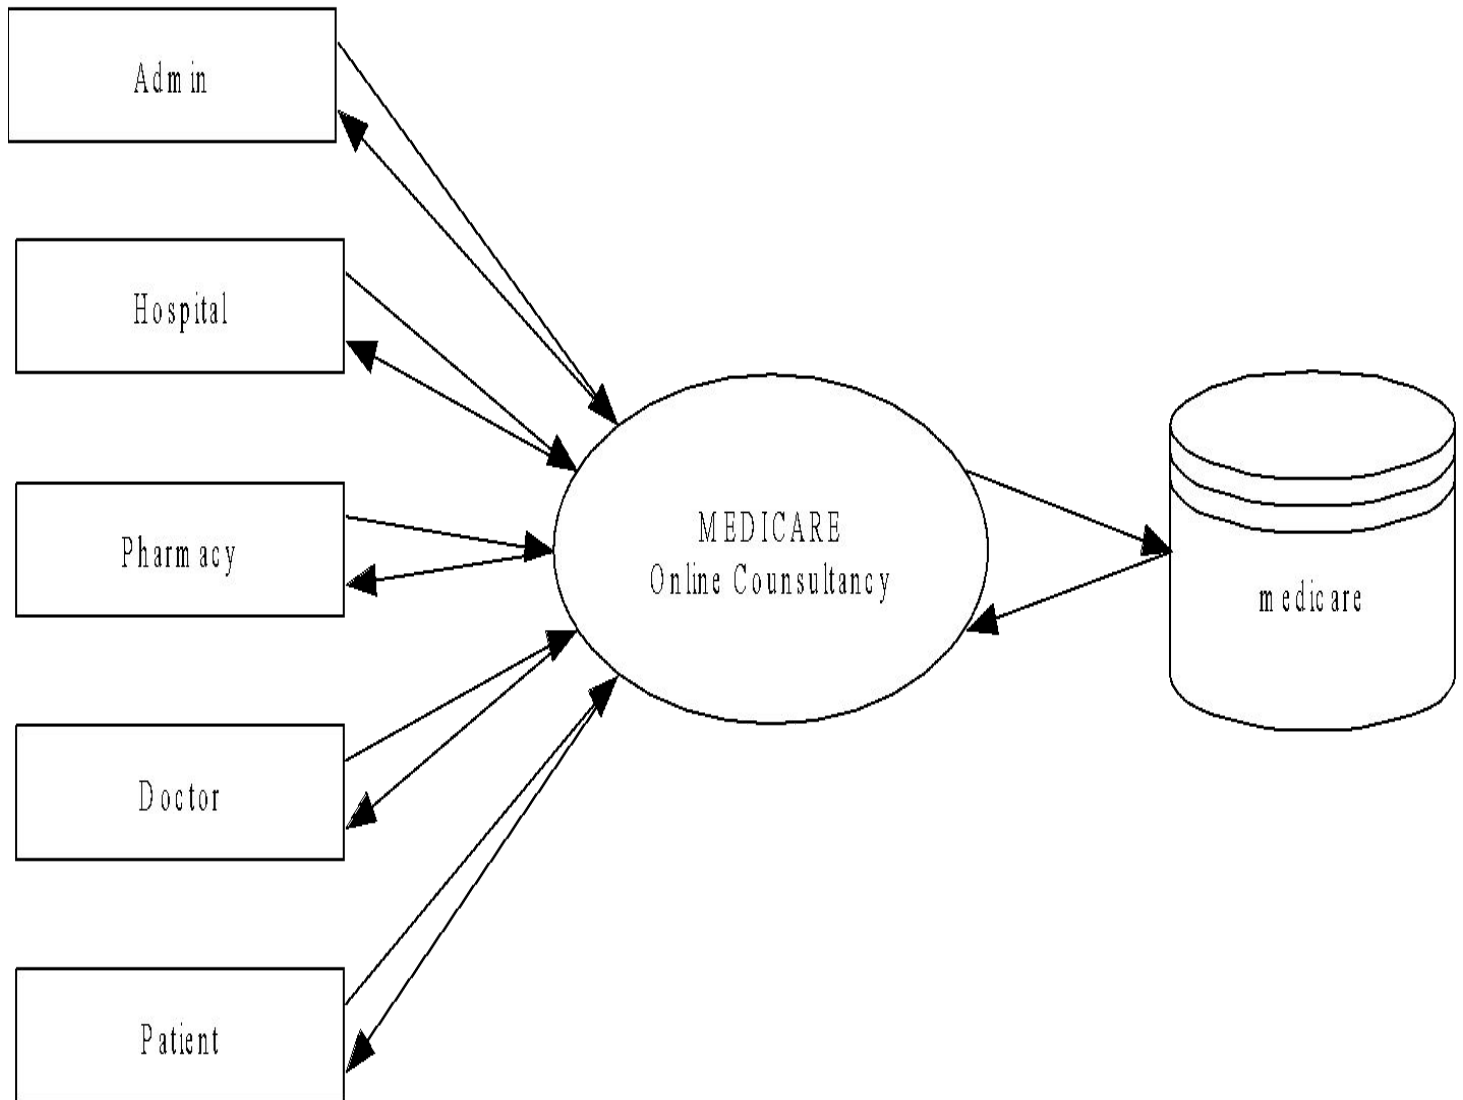 Admin
Hospital
Pharmacy
Doctor
Patient
MEDICARE
Online Counsultancy
medicare